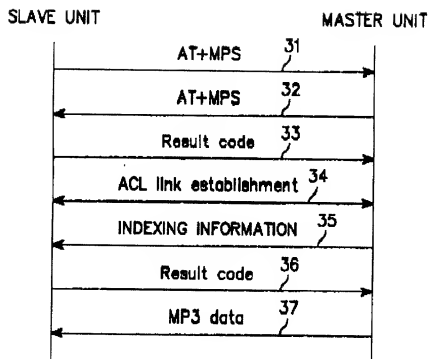 SLAVE UNIT
MASTER UNIT
AT+MPS 31
AT+MPS 32
Result code 33
ACL link establishment 34
INDEXING INFORMATION 35
Result code 36
MP3 data 37